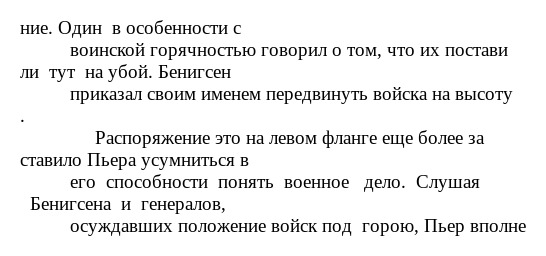 ние. Один в особенности с
воинской горячностью говорил о том, что их постави
ли тут на убой. Бенигсен
приказал своим именем передвинуть войска на высоту
.
Распоряжение это на левом фланге еще более за
ставило Пьера усумниться в
его способности понять военное дело. Слушая
Бенигсена и генералов,
осуждавших положение войск под горою, Пьер вполне